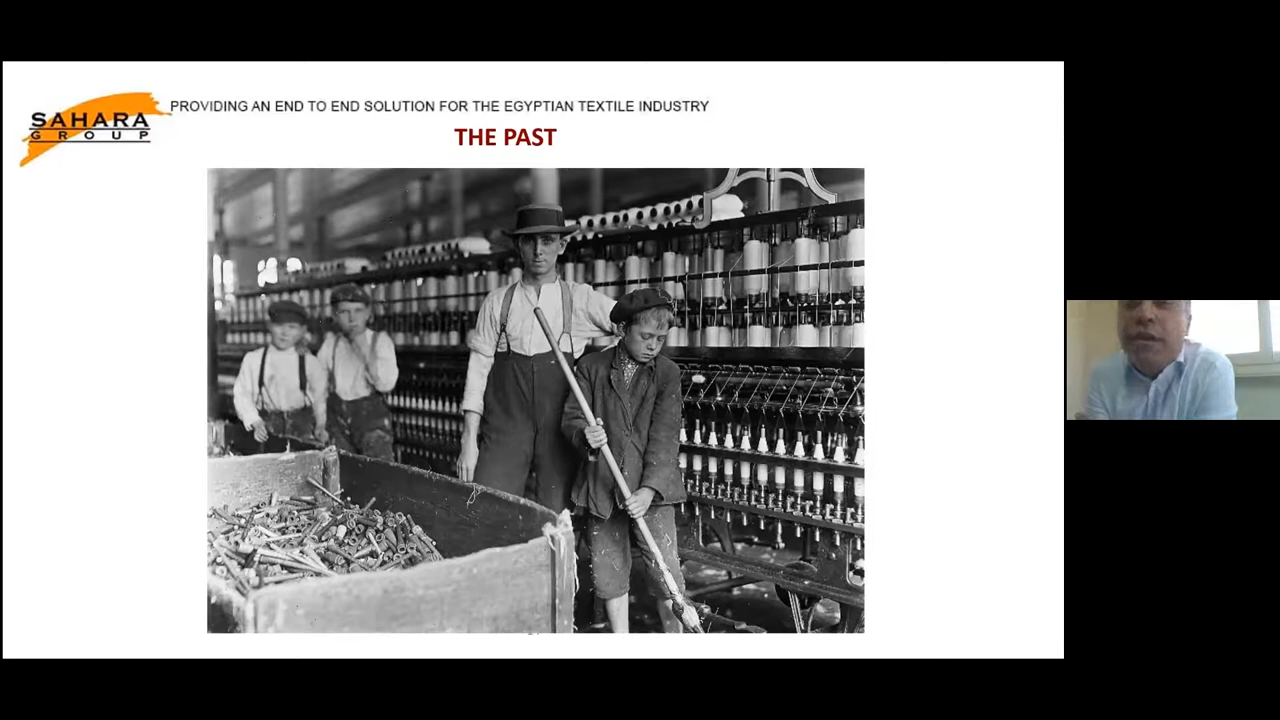 SAHARA
GROUP
PROVIDING AN END TO END SOLUTION FOR THE EGYPTIAN TEXTILE INDUSTRY
THE PAST